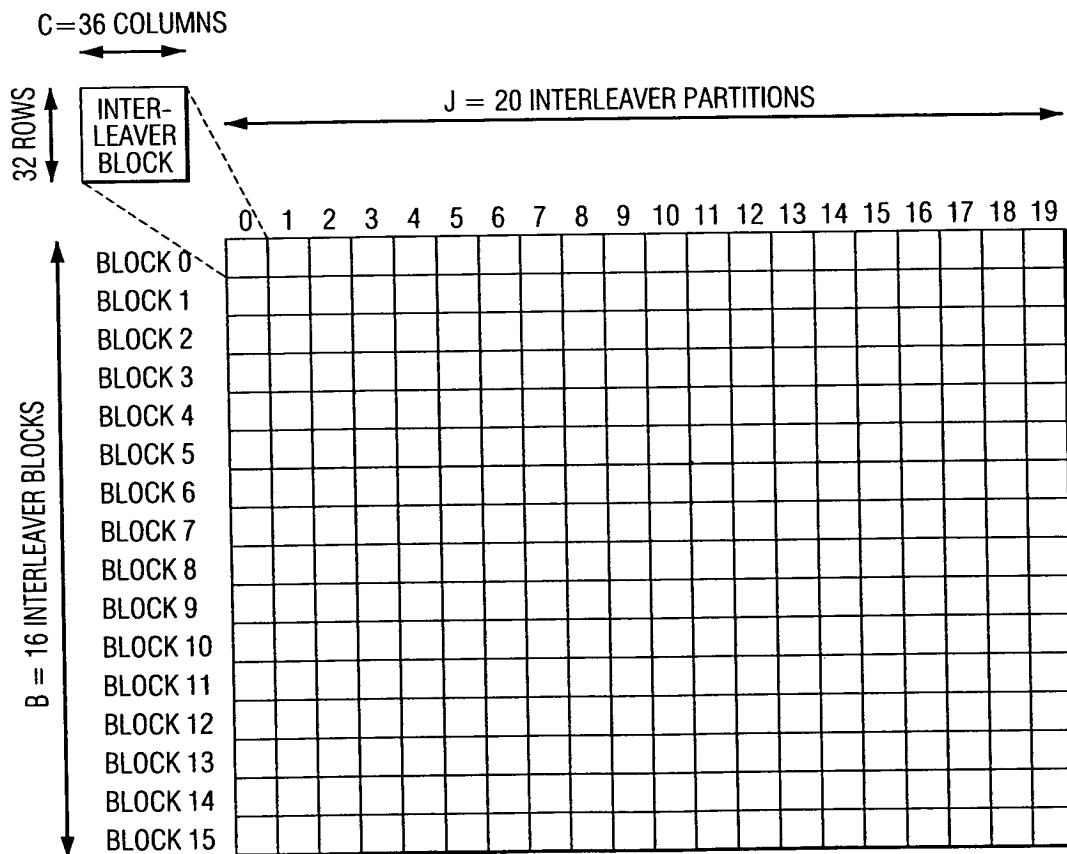 C=36 COLUMNS
32 ROWS
INTER-
LEAVER
BLOCK
J = 20 INTERLEAVER PARTITIONS
0 1 2 3 4 5 6 7 8 9 10 11 12 13 14 15 16 17 18 19
B = 16 INTERLEAVER BLOCKS
BLOCK 0
BLOCK 1
BLOCK 2
BLOCK 3
BLOCK 4
BLOCK 5
BLOCK 6
BLOCK 7
BLOCK 8
BLOCK 9
BLOCK 10
BLOCK 11
BLOCK 12
BLOCK 13
BLOCK 14
BLOCK 15